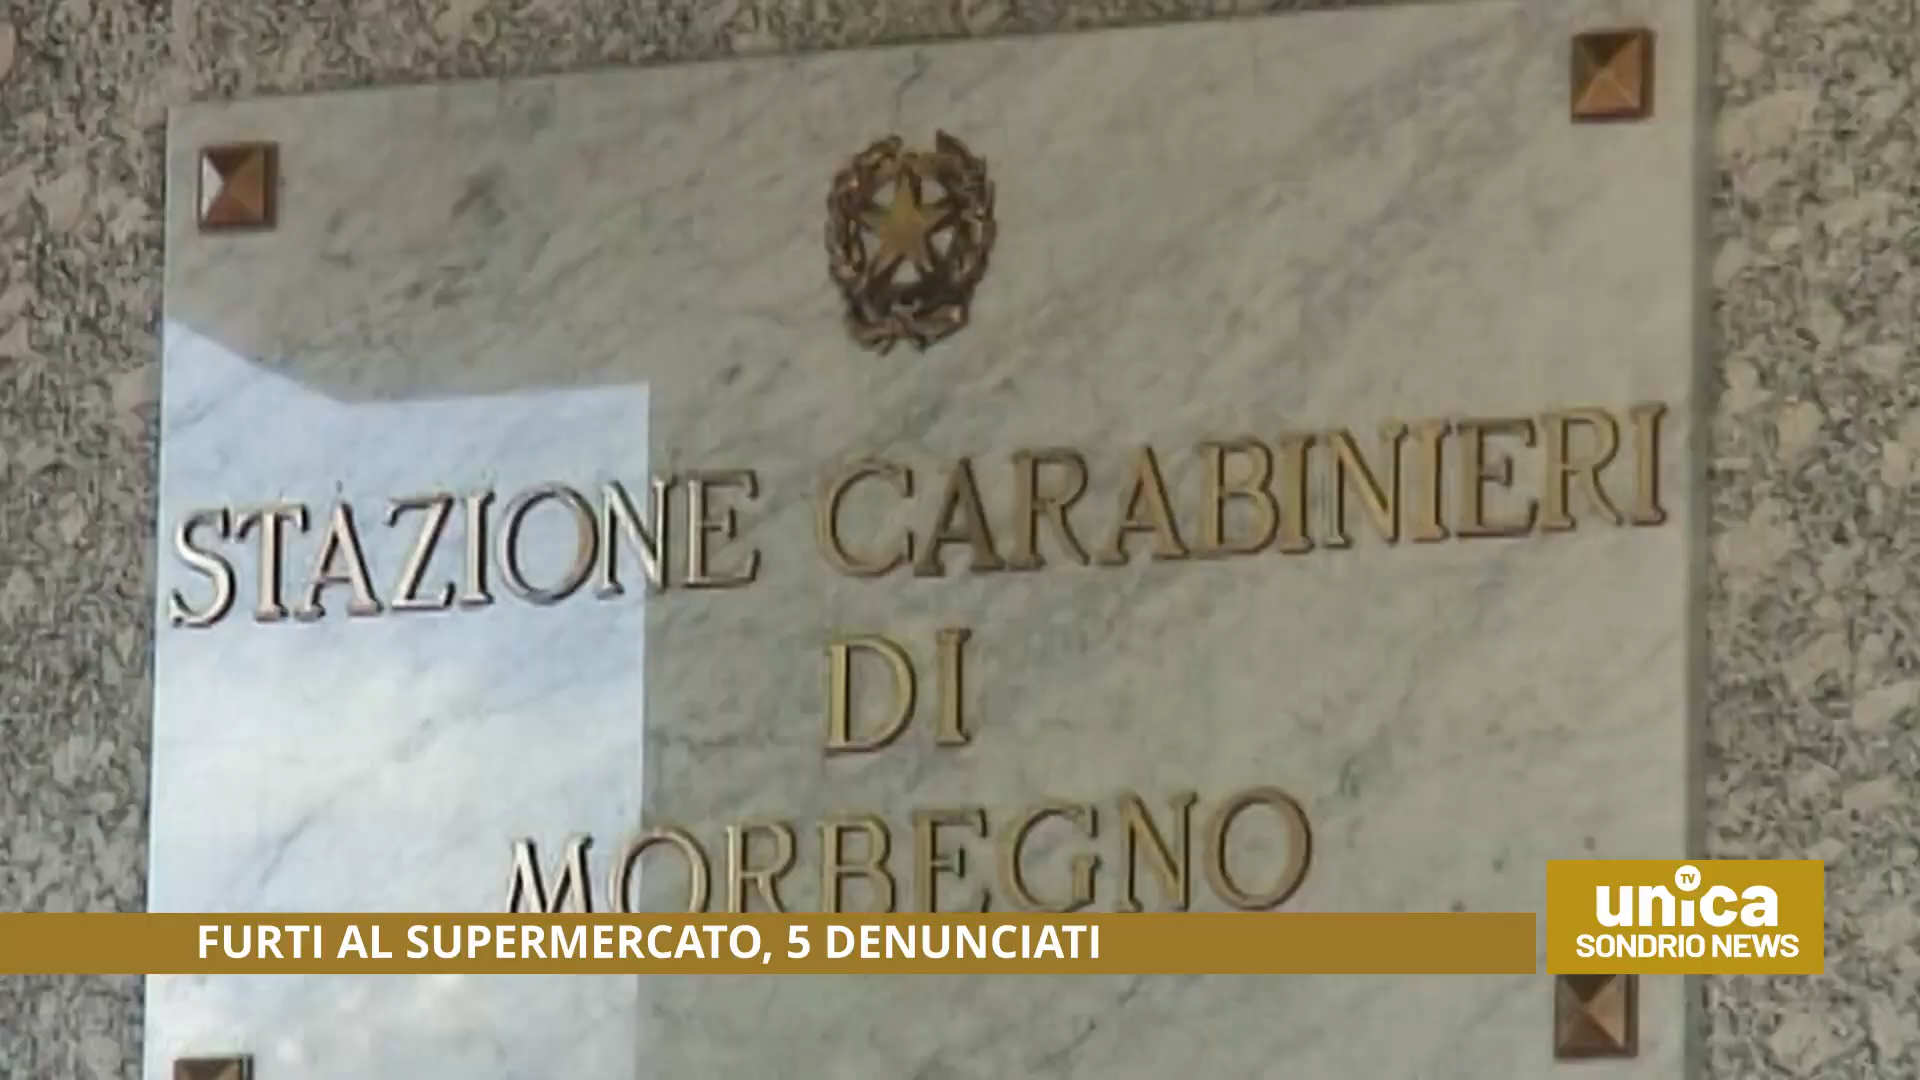 STAZIONE CARABINIERI
DI
MORBEGNO
FURTI AL SUPERMERCATO, 5 DENUNCIATI
unica TV
SONDRIO NEWS